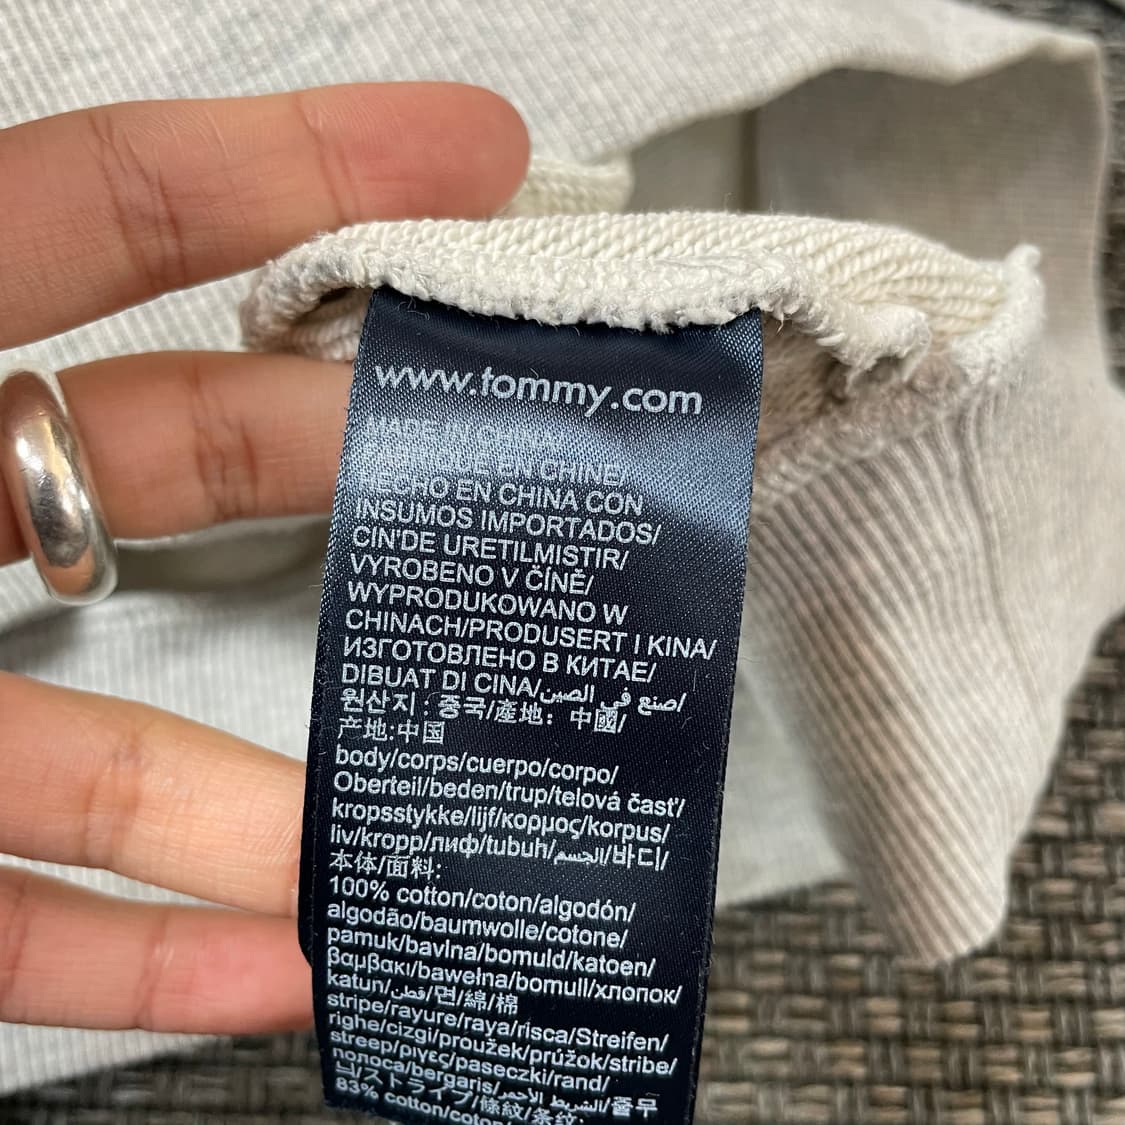 www.tommy.com
MADE IN CHINA/
EN CHINE/
HECHO EN CHINA CON
INSUMOS IMPORTADOS/
CIN'DE URETILMISTIR/
VYROBENO V ČÍNĚ/
WYPRODUKOWANO W
CHINACH/PRODUSERT I KINA/
ИЗГОТОВЛЕНО В КИТАЕ/
DIBUAT DI CINA/صنع في الصين/
원산지 : 중국/產地: 中國/
产地:中国
body/corps/cuerpo/corpo/
Oberteil/beden/trup/telová časť/
kropsstykke/lijf/κορμος/korpus/
liv/kropp/лиф/tubuh/الجسم/바디/
本体/面料:
100% cotton/coton/algodón/
algodão/baumwolle/cotone/
pamuk/bavlna/bomuld/katoen/
βαμβακι/bawełna/bomull/хлопок/
katun/قطن/면/綿/棉
stripe/rayure/raya/risca/Streifen/
righe/cizgi/proužek/prúžok/stribe/
streep/ριγες/paseczki/rand/
полоса/bergaris/الشريط الاحمر/줄무
늬/ストライプ/條紋/条纹:
83% cotton/coton/